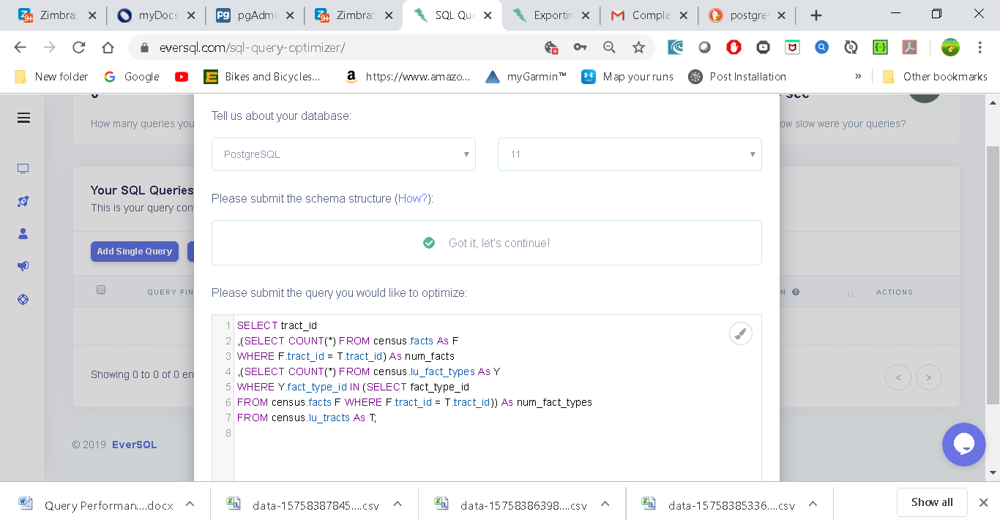 Zimbra:
myDocs
pgAdmi
Zimbra:
SQL Que
Exportin
Comple
postgre
eversql.com/sql-query-optimizer/
New folder
Google
Bikes and Bicycles...
https://www.amazo...
myGarmin™
Map your runs
Post Installation
»
Other bookmarks
How many queries you
ow slow were your queries?
Tell us about your database:
PostgreSQL
11
Your SQL Queries
This is your query con
Please submit the schema structure (How?):
Got it, let's continue!
Add Single Query
QUERY FIN
ACTIONS
Please submit the query you would like to optimize:
1 SELECT tract_id
2 ,(SELECT COUNT(*) FROM census.facts As F
3 WHERE F.tract_id = T.tract_id) As num_facts
4 ,(SELECT COUNT(*) FROM census.lu_fact_types As Y
5 WHERE Y.fact_type_id IN (SELECT fact_type_id
6 FROM census.facts F WHERE F.tract_id = T.tract_id)) As num_fact_types
7 FROM census.lu_tracts As T;
8
Showing 0 to 0 of 0 en
< >
© 2019 EverSQL
Query Performan....docx
data-15758387845....csv
data-15758386398....csv
data-15758385336....csv
Show all